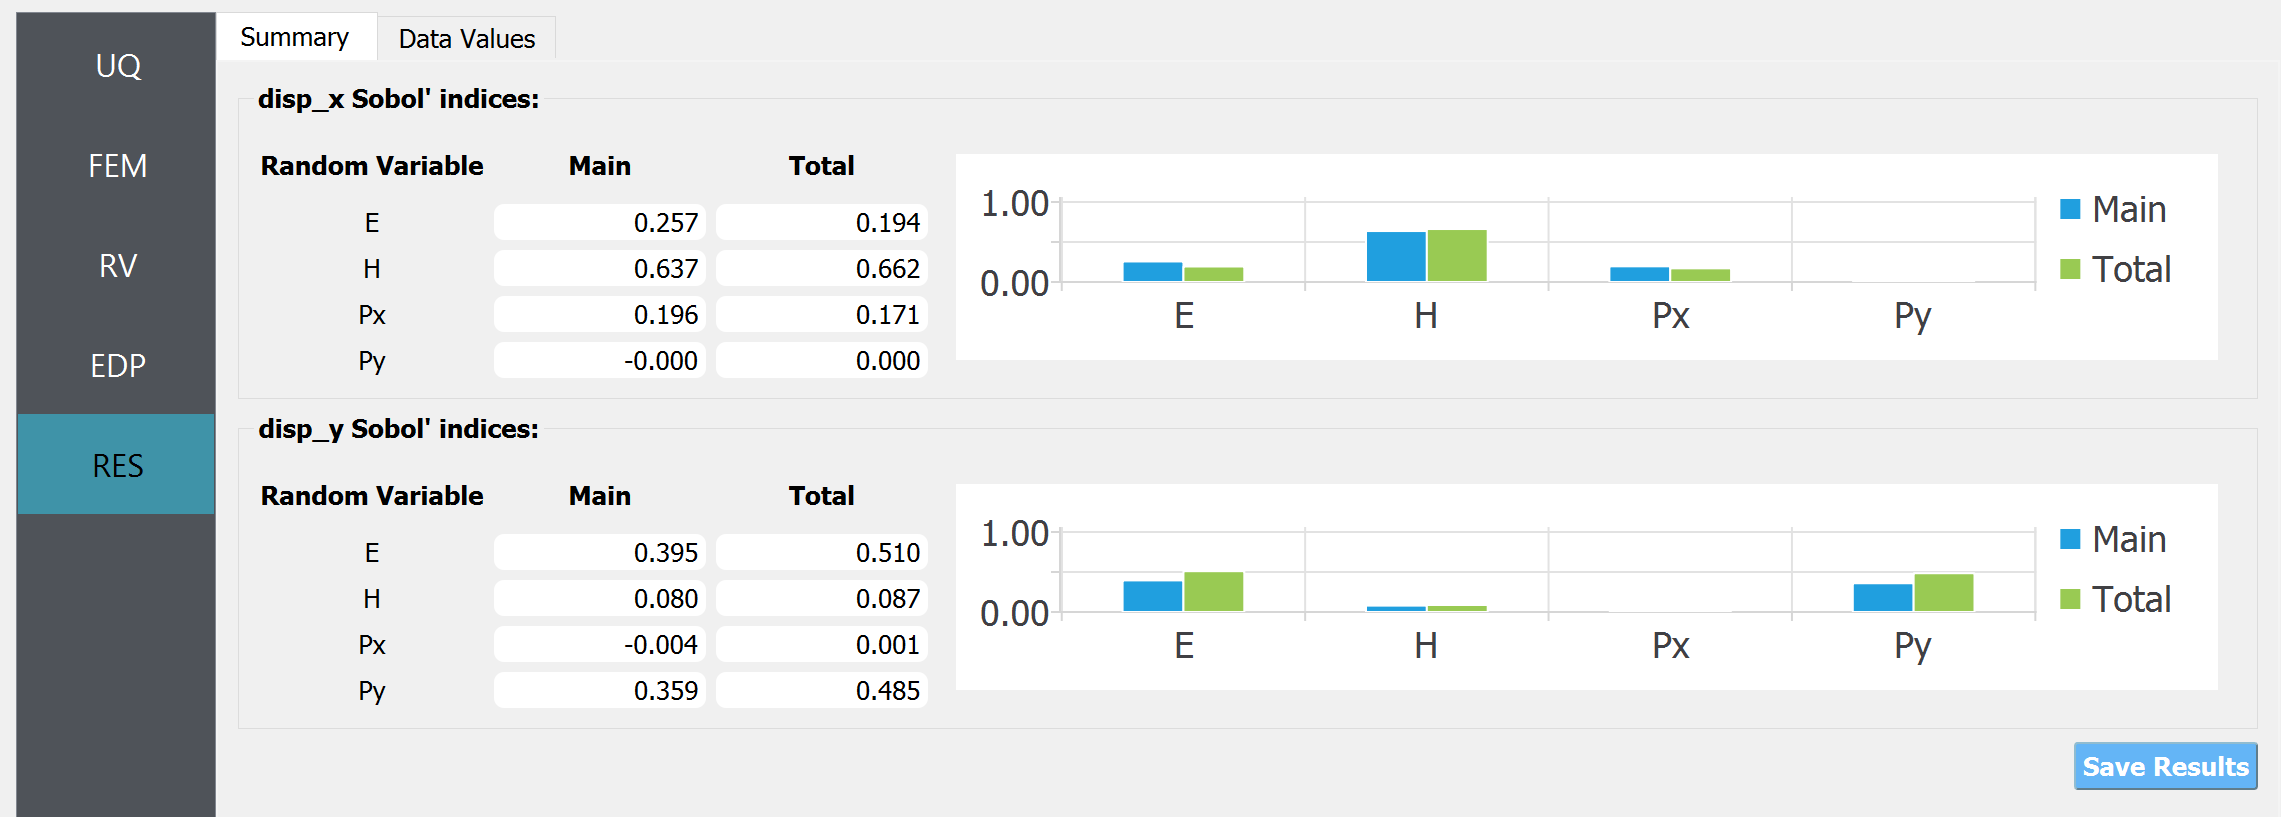 Summary Data Values
UQ
FEM
RV
EDP
RES
disp_x Sobol' indices:
Random Variable Main Total
E 0.257 0.194
H 0.637 0.662
Px 0.196 0.171
Py -0.000 0.000
1.00
0.00
E H Px Py
Main
Total
disp_y Sobol' indices:
Random Variable Main Total
E 0.395 0.510
H 0.080 0.087
Px -0.004 0.001
Py 0.359 0.485
1.00
0.00
E H Px Py
Main
Total
Save Results